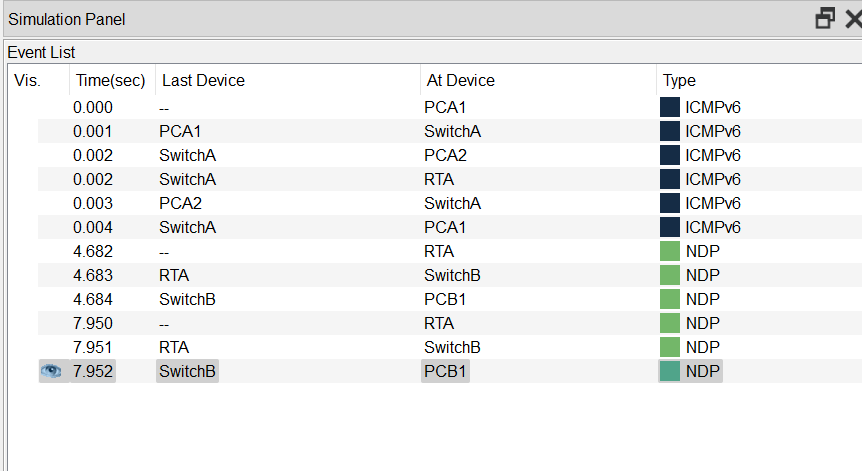 Simulation Panel
Event List
Vis. Time(sec) Last Device At Device Type
0.000 -- PCA1 ICMPv6
0.001 PCA1 SwitchA ICMPv6
0.002 SwitchA PCA2 ICMPv6
0.002 SwitchA RTA ICMPv6
0.003 PCA2 SwitchA ICMPv6
0.004 SwitchA PCA1 ICMPv6
4.682 -- RTA NDP
4.683 RTA SwitchB NDP
4.684 SwitchB PCB1 NDP
7.950 -- RTA NDP
7.951 RTA SwitchB NDP
7.952 SwitchB PCB1 NDP